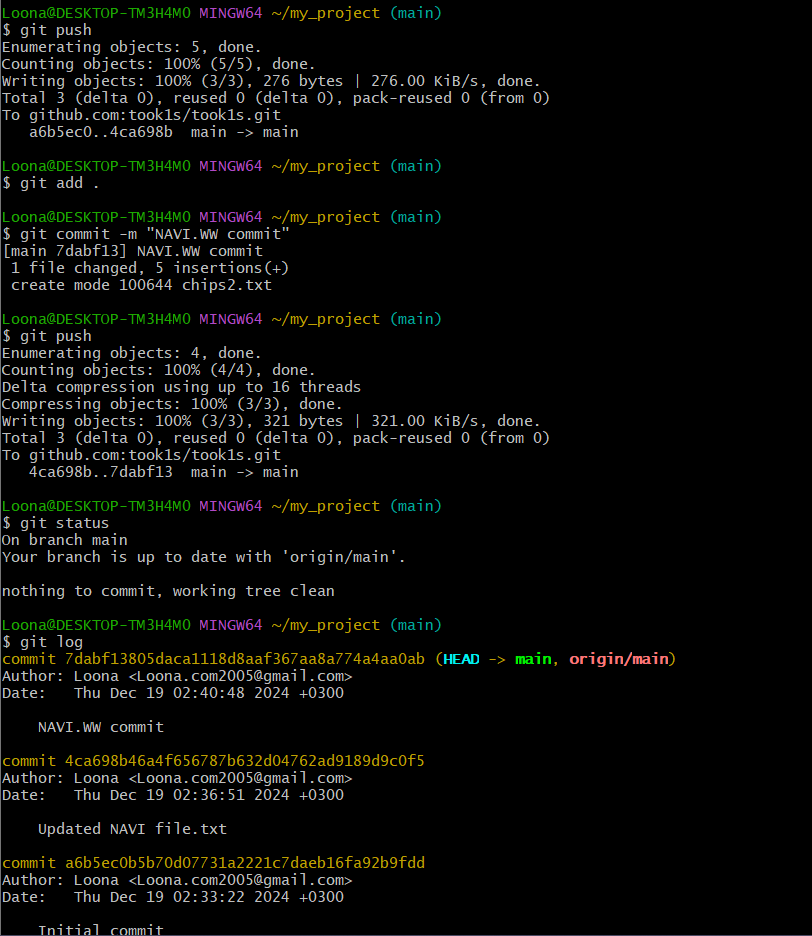 Loona@DESKTOP-TM3H4M0 MINGW64 ~/my_project (main)
$ git push
Enumerating objects: 5, done.
Counting objects: 100% (5/5), done.
Writing objects: 100% (3/3), 276 bytes | 276.00 KiB/s, done.
Total 3 (delta 0), reused 0 (delta 0), pack-reused 0 (from 0)
To github.com:took1s/took1s.git
   a6b5ec0..4ca698b  main -> main

Loona@DESKTOP-TM3H4M0 MINGW64 ~/my_project (main)
$ git add .

Loona@DESKTOP-TM3H4M0 MINGW64 ~/my_project (main)
$ git commit -m "NAVI.WW commit"
[main 7dabf13] NAVI.WW commit
 1 file changed, 5 insertions(+)
 create mode 100644 chips2.txt

Loona@DESKTOP-TM3H4M0 MINGW64 ~/my_project (main)
$ git push
Enumerating objects: 4, done.
Counting objects: 100% (4/4), done.
Delta compression using up to 16 threads
Compressing objects: 100% (3/3), done.
Writing objects: 100% (3/3), 321 bytes | 321.00 KiB/s, done.
Total 3 (delta 0), reused 0 (delta 0), pack-reused 0 (from 0)
To github.com:took1s/took1s.git
   4ca698b..7dabf13  main -> main

Loona@DESKTOP-TM3H4M0 MINGW64 ~/my_project (main)
$ git status
On branch main
Your branch is up to date with 'origin/main'.

nothing to commit, working tree clean

Loona@DESKTOP-TM3H4M0 MINGW64 ~/my_project (main)
$ git log
commit 7dabf13805daca1118d8aaf367aa8a774a4aa0ab (HEAD -> main, origin/main)
Author: Loona <Loona.com2005@gmail.com>
Date:   Thu Dec 19 02:40:48 2024 +0300

    NAVI.WW commit

commit 4ca698b46a4f656787b632d04762ad9189d9c0f5
Author: Loona <Loona.com2005@gmail.com>
Date:   Thu Dec 19 02:36:51 2024 +0300

    Updated NAVI file.txt

commit a6b5ec0b5b70d07731a2221c7daeb16fa92b9fdd
Author: Loona <Loona.com2005@gmail.com>
Date:   Thu Dec 19 02:33:22 2024 +0300

    Initial commit